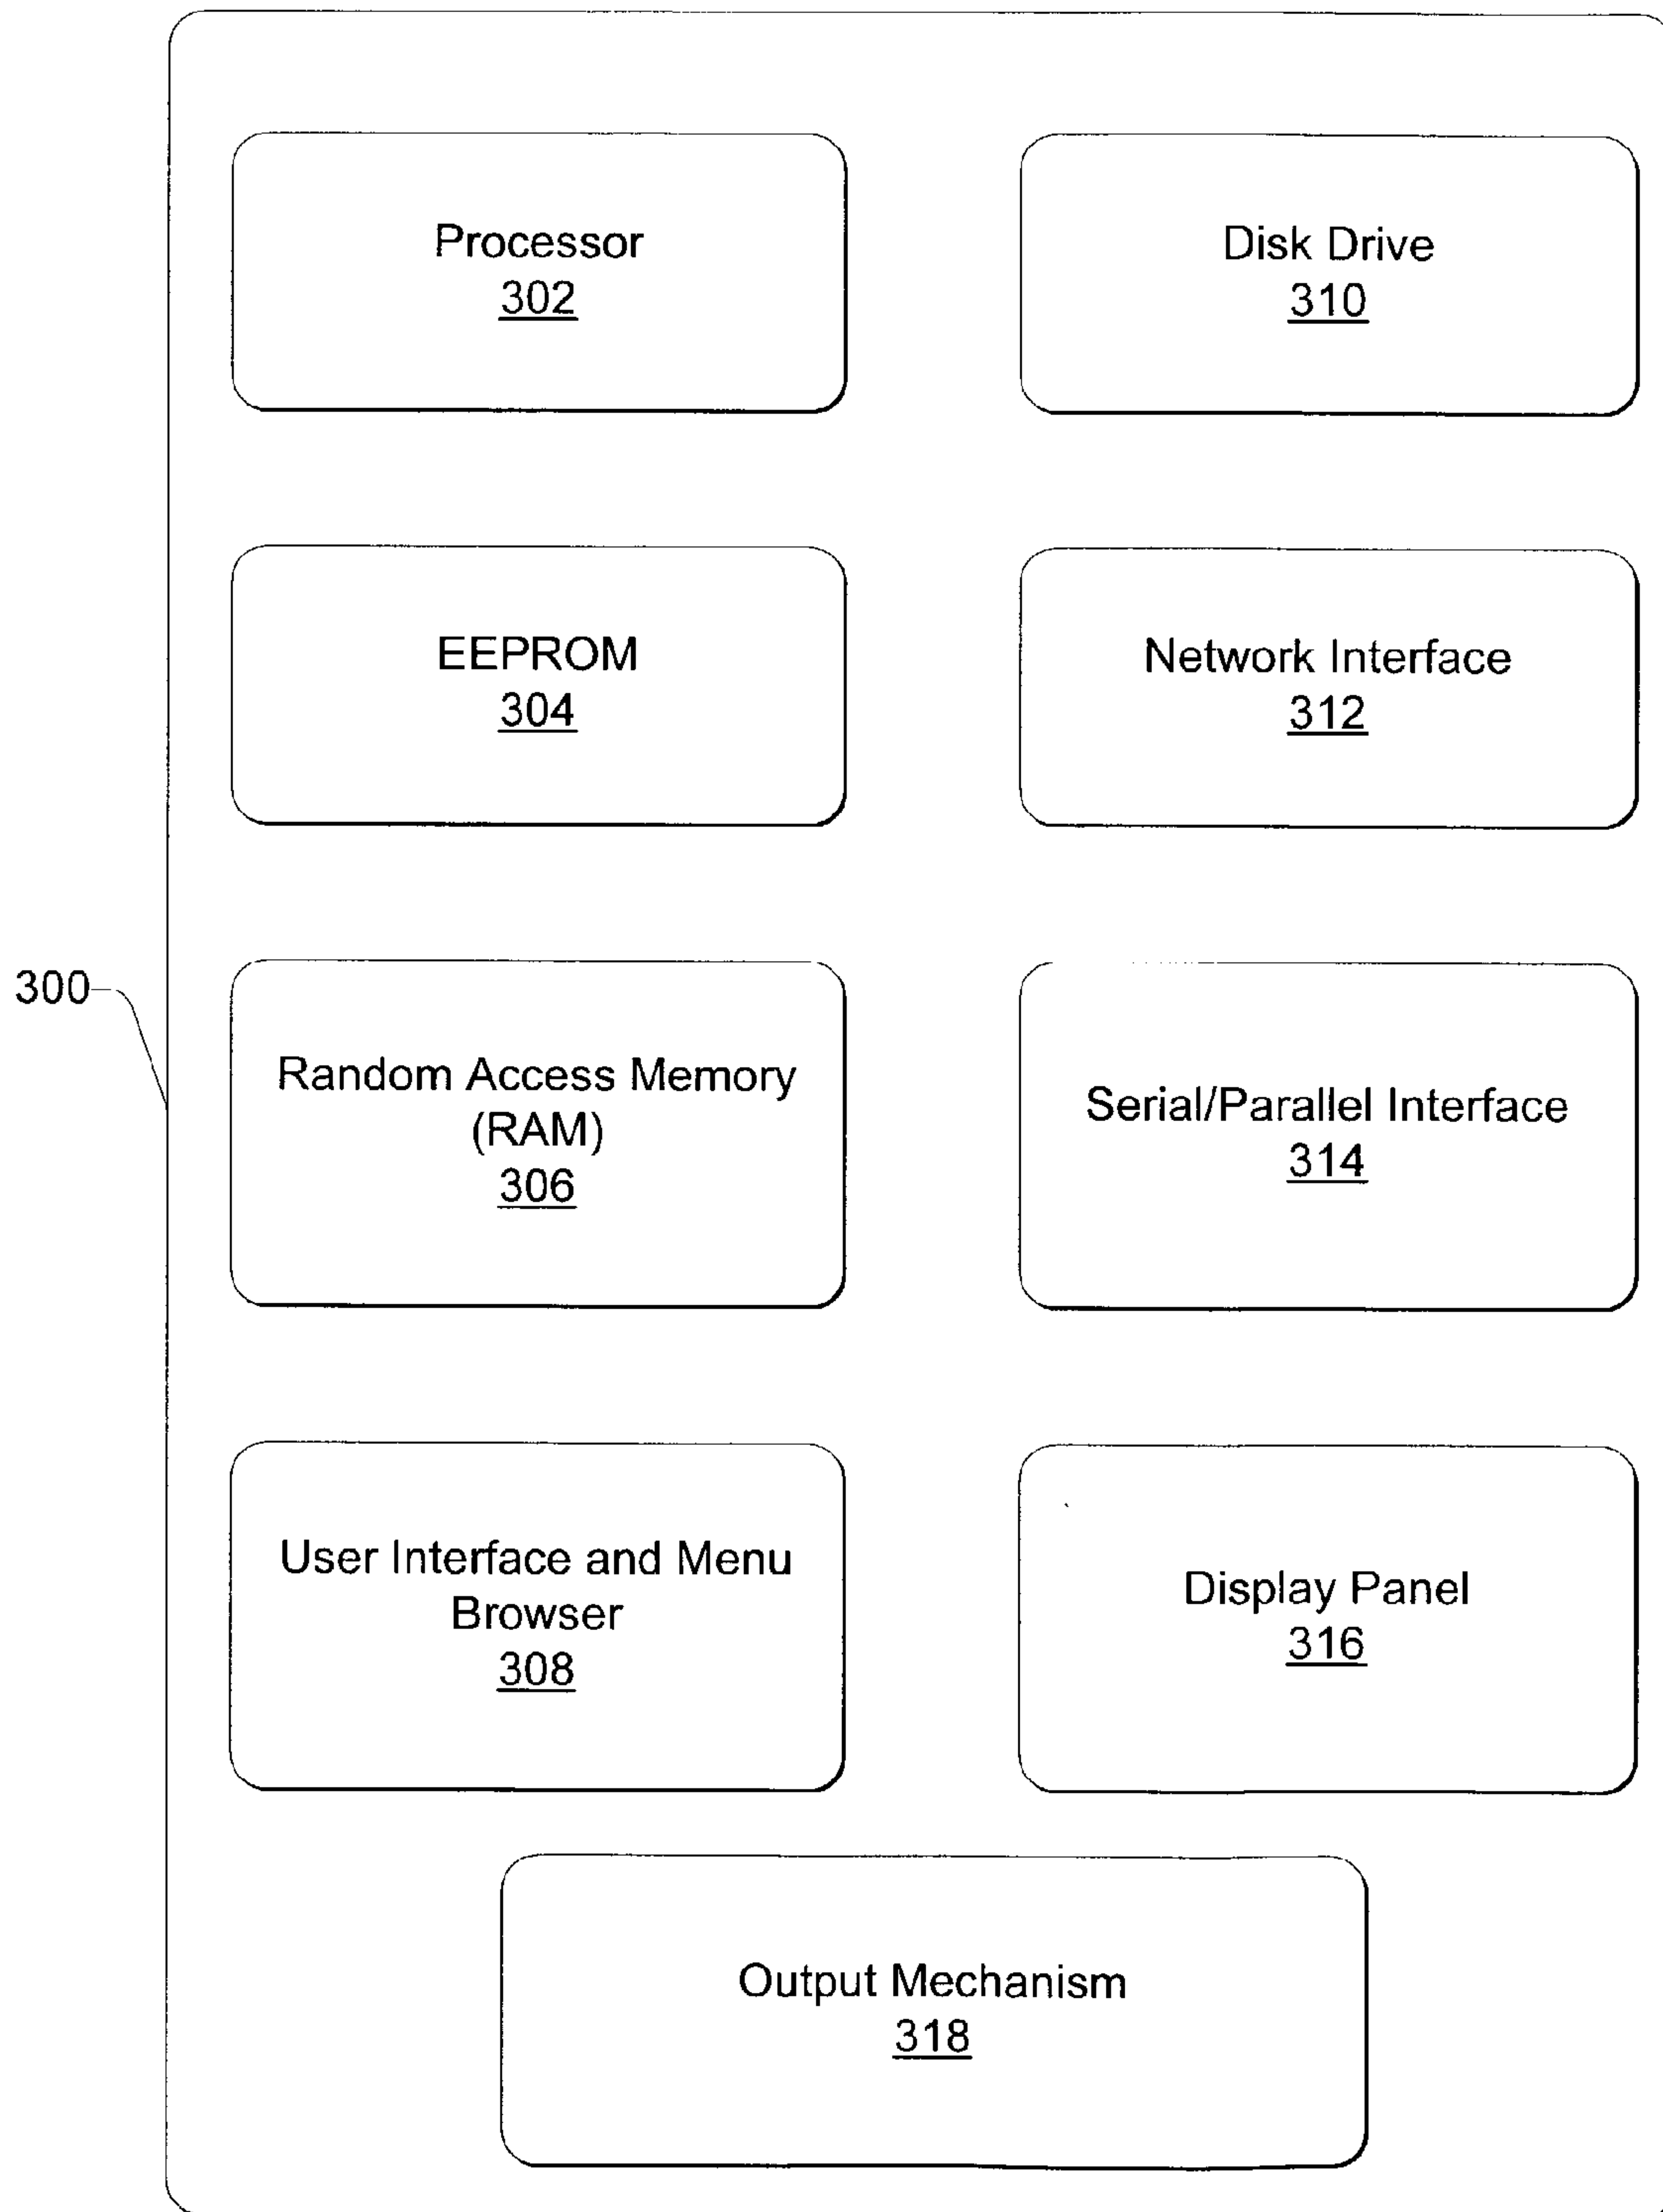 Processor
302
Disk Drive
310
EEPROM
304
Network Interface
312
300
Random Access Memory
(RAM)
306
Serial/Parallel Interface
314
User Interface and Menu
Browser
308
Display Panel
316
Output Mechanism
318